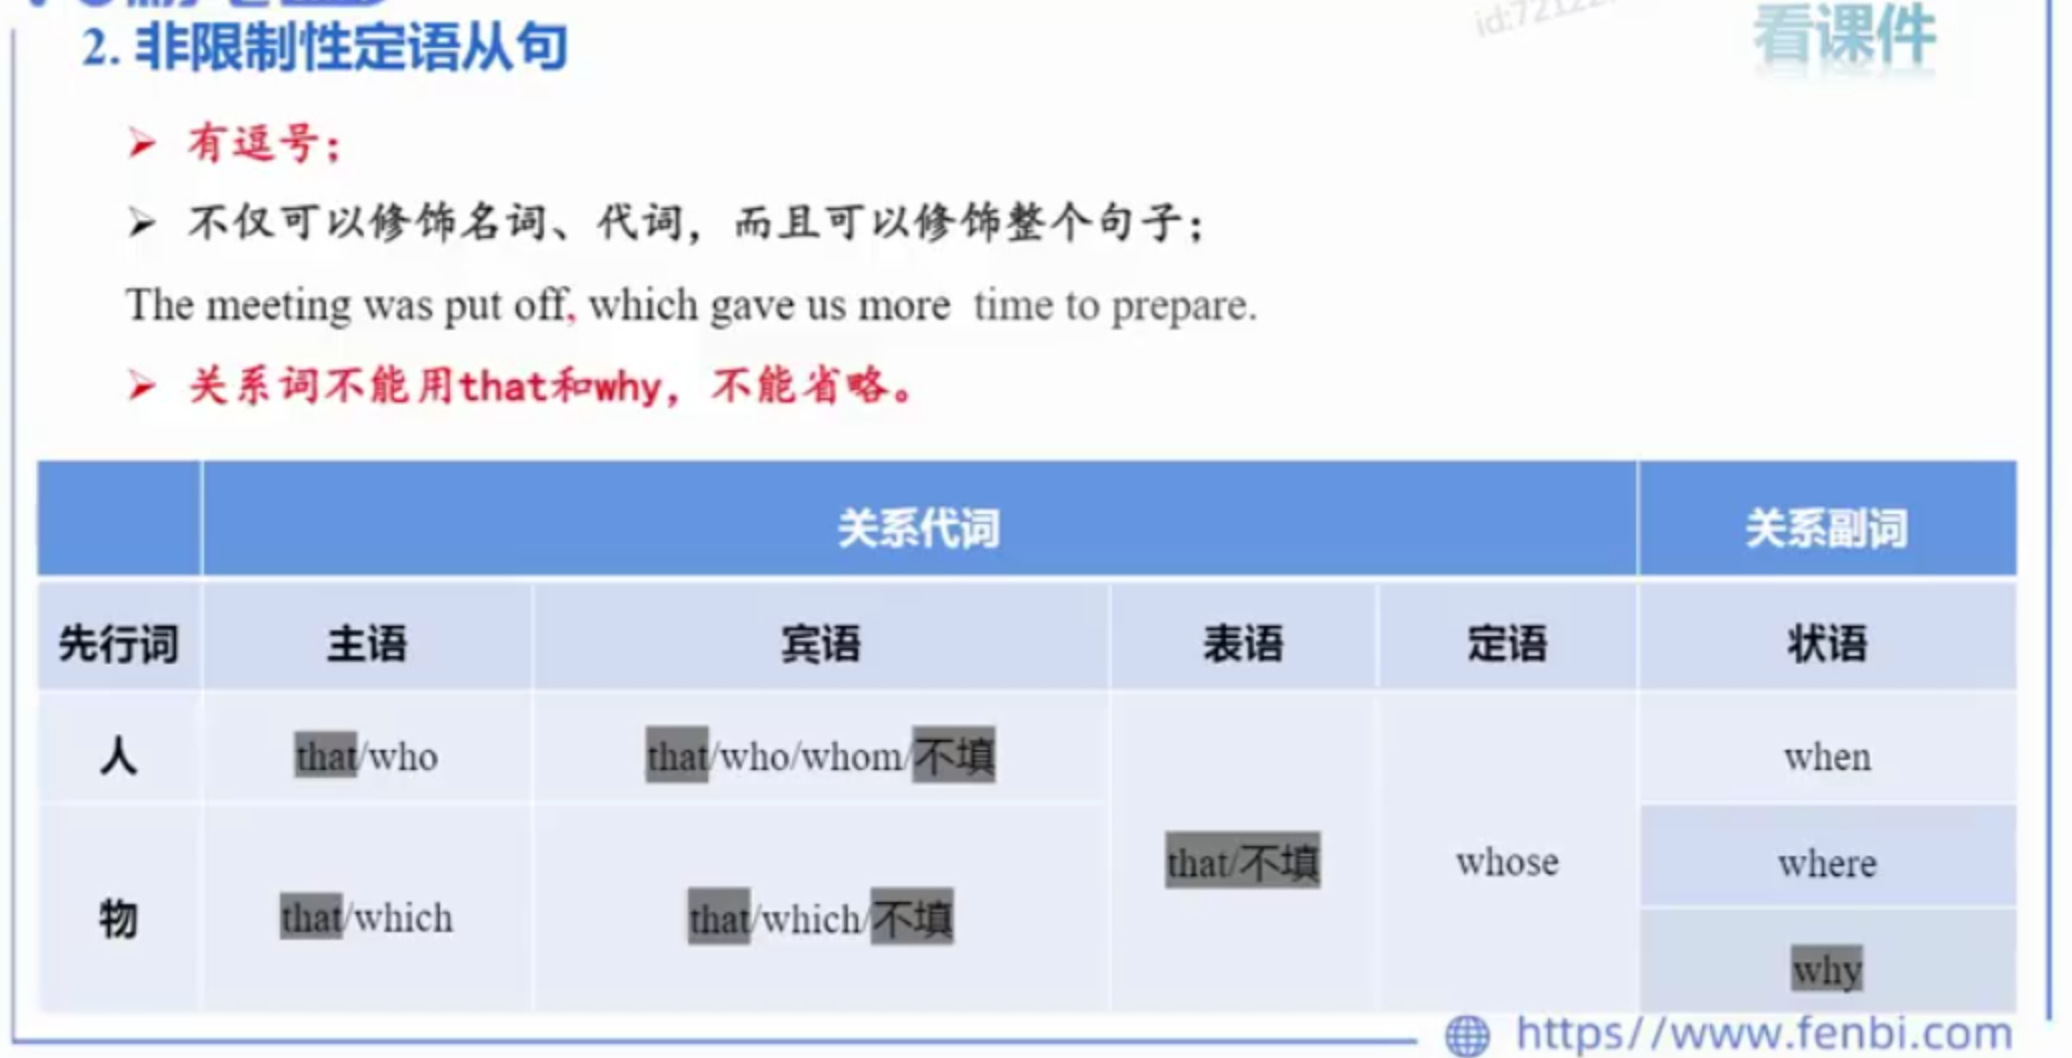 2. 非限制性定语从句
看课件
有逗号；
不仅可以修饰名词、代词，而且可以修饰整个句子；
The meeting was put off, which gave us more time to prepare.
关系词不能用that和why，不能省略。
关系代词 关系副词
先行词 主语 宾语 表语 定语 状语
人 that/who that/who/whom/不填 when
that/不填 whose where
物 that/which that/which/不填
why
https//www.fenbi.com